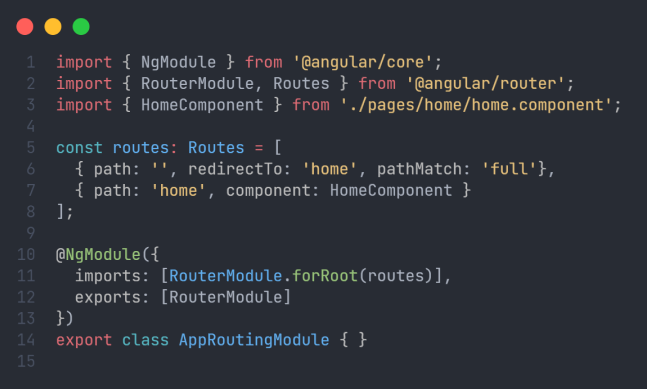 1 import { NgModule } from '@angular/core';
2 import { RouterModule, Routes } from '@angular/router';
3 import { HomeComponent } from './pages/home/home.component';
4
5 const routes: Routes = [
6   { path: '', redirectTo: 'home', pathMatch: 'full'},
7   { path: 'home', component: HomeComponent }
8 ];
9
10 @NgModule({
11   imports: [RouterModule.forRoot(routes)],
12   exports: [RouterModule]
13 })
14 export class AppRoutingModule { }
15